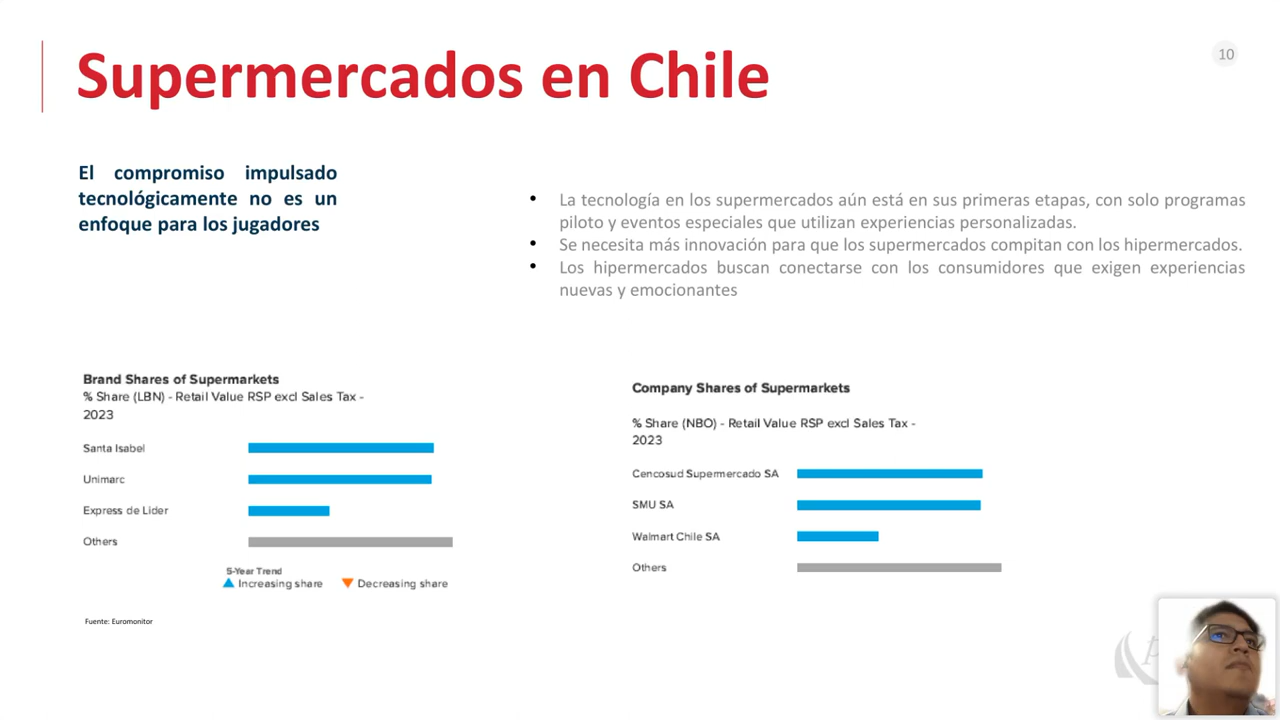 Supermercados en Chile
10
El compromiso impulsado
tecnológicamente no es un
enfoque para los jugadores
• La tecnología en los supermercados aún está en sus primeras etapas, con solo programas
piloto y eventos especiales que utilizan experiencias personalizadas.
• Se necesita más innovación para que los supermercados compitan con los hipermercados.
• Los hipermercados buscan conectarse con los consumidores que exigen experiencias
nuevas y emocionantes
Brand Shares of Supermarkets
% Share (LBN) - Retail Value RSP excl Sales Tax -
2023
Santa Isabel
Unimarc
Express de Lider
Others
5-Year Trend
Increasing share
Decreasing share
Fuente: Euromonitor
Company Shares of Supermarkets
% Share (NBO) - Retail Value RSP excl Sales Tax -
2023
Cencosud Supermercado SA
SMU SA
Walmart Chile SA
Others